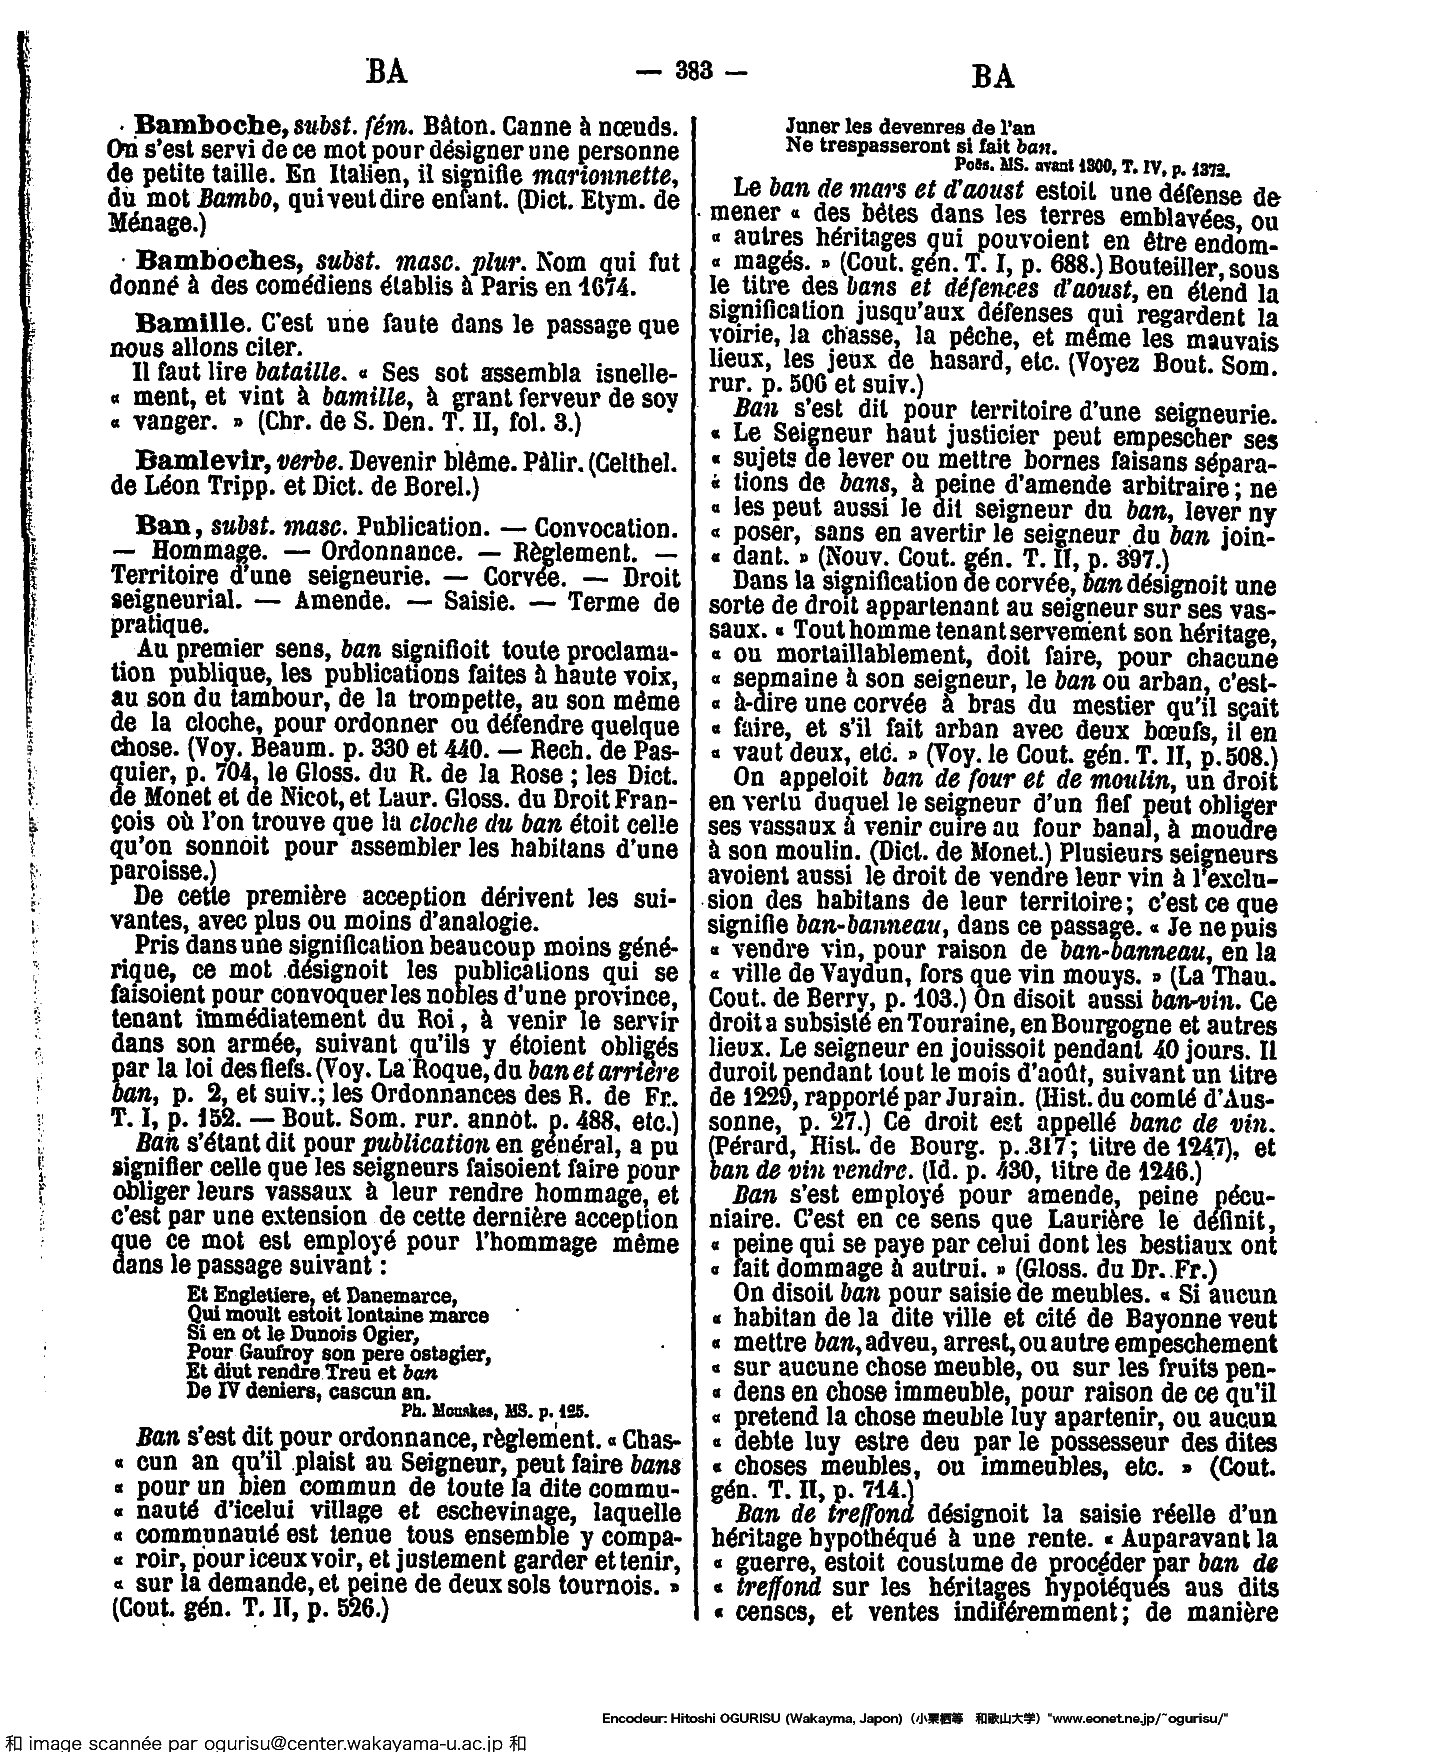 BA
— 383 —
BA
Bamboche, subst. fém. Bâton. Canne à nœuds.
On s'est servi de ce mot pour désigner une personne
de petite taille. En Italien, il signifie marionnette,
du mot Bambo, qui veut dire enfant. (Dict. Etym. de
Ménage.)
Bamboches, subst. masc. plur. Nom qui fut
donné à des comédiens établis à Paris en 1674.
Bamille. C'est une faute dans le passage que
nous allons citer.
Il faut lire bataille. « Ses sot assembla isnelle-
« ment, et vint à bamille, à grant ferveur de soy
« vanger. » (Chr. de S. Den. T. II, fol. 3.)
Bamlevir, verbe. Devenir blême. Pâlir. (Celthel.
de Léon Tripp. et Dict. de Borel.)
Ban, subst. masc. Publication. — Convocation.
— Hommage. — Ordonnance. — Règlement. —
Territoire d'une seigneurie. — Corvée. — Droit
seigneurial. — Amende. — Saisie. — Terme de
pratique.
Au premier sens, ban signifioit toute proclama-
tion publique, les publications faites à haute voix,
au son du tambour, de la trompette, au son même
de la cloche, pour ordonner ou défendre quelque
chose. (Voy. Beaum. p. 330 et 440. — Rech. de Pas-
quier, p. 704, le Gloss. du R. de la Rose ; les Dict.
de Monet et de Nicot, et Laur. Gloss. du Droit Fran-
çois où l'on trouve que la cloche du ban étoit celle
qu'on sonnoit pour assembler les habitans d'une
paroisse.)
De cette première acception dérivent les sui-
vantes, avec plus ou moins d'analogie.
Pris dans une signification beaucoup moins géné-
rique, ce mot désignoit les publications qui se
faisoient pour convoquer les nobles d'une province,
tenant immédiatement du Roi, à venir le servir
dans son armée, suivant qu'ils y étoient obligés
par la loi des fiefs. (Voy. La Roque, du ban et arrière
ban, p. 2, et suiv.; les Ordonnances des R. de Fr.
T. I, p. 152. — Bout. Som. rur. annot. p. 488, etc.)
Ban s'étant dit pour publication en général, a pu
signifier celle que les seigneurs faisoient faire pour
obliger leurs vassaux à leur rendre hommage, et
c'est par une extension de cette dernière acception
que ce mot est employé pour l'hommage même
dans le passage suivant :
Et Engletiere, et Danemarce,
Qui moult estoit lontaine marce
Si en ot le Dunois Ogier,
Pour Gaufroy son pere ostagier,
Et diut rendre Treu et ban
De IV deniers, cascun an.
Ph. Mouskes, MS. p. 125.
Ban s'est dit pour ordonnance, règlement. « Chas-
« cun an qu'il plaist au Seigneur, peut faire bans
« pour un bien commun de toute la dite commu-
« nauté d'icelui village et eschevinage, laquelle
« communauté est tenue tous ensemble y compa-
« roir, pour iceux voir, et justement garder et tenir,
« sur la demande, et peine de deux sols tournois. »
(Cout. gén. T. II, p. 526.)
Juner les devenres de l'an
Ne trespasseront si fait ban.
Poës. MS. avant 1300, T. IV, p. 1372.
Le ban de mars et d'aoust estoit une défense de
mener « des bêtes dans les terres emblavées, ou
« autres héritages qui pouvoient en être endom-
« magés. » (Cout. gén. T. I, p. 688.) Bouteiller, sous
le titre des bans et défences d'aoust, en étend la
signification jusqu'aux défenses qui regardent la
voirie, la chasse, la pêche, et même les mauvais
lieux, les jeux de hasard, etc. (Voyez Bout. Som.
rur. p. 506 et suiv.)
Ban s'est dit pour territoire d'une seigneurie.
« Le Seigneur haut justicier peut empescher ses
« sujets de lever ou mettre bornes faisans sépara-
« tions de bans, à peine d'amende arbitraire ; ne
« les peut aussi le dit seigneur du ban, lever ny
« poser, sans en avertir le seigneur du ban join-
« dant. » (Nouv. Cout. gén. T. II, p. 397.)
Dans la signification de corvée, ban désignoit une
sorte de droit appartenant au seigneur sur ses vas-
saux. « Tout homme tenant servement son héritage,
« ou mortaillablement, doit faire, pour chacune
« sepmaine à son seigneur, le ban ou arban, c'est-
« à-dire une corvée à bras du mestier qu'il sçait
« faire, et s'il fait arban avec deux bœufs, il en
« vaut deux, etc. » (Voy. le Cout. gén. T. II, p. 508.)
On appeloit ban de four et de moulin, un droit
en vertu duquel le seigneur d'un fief peut obliger
ses vassaux à venir cuire au four banal, à moudre
à son moulin. (Dict. de Monet.) Plusieurs seigneurs
avoient aussi le droit de vendre leur vin à l'exclu-
sion des habitans de leur territoire ; c'est ce que
signifie ban-banneau, dans ce passage. « Je ne puis
« vendre vin, pour raison de ban-banneau, en la
« ville de Vaydun, fors que vin mouys. » (La Thau.
Cout. de Berry, p. 103.) On disoit aussi ban-vin. Ce
droit a subsisté en Touraine, en Bourgogne et autres
lieux. Le seigneur en jouissoit pendant 40 jours. Il
duroit pendant tout le mois d'août, suivant un titre
de 1229, rapporté par Jurain. (Hist. du comté d'Aus-
sonne, p. 27.) Ce droit est appellé banc de vin.
(Pérard, Hist. de Bourg. p. 317; titre de 1247), et
ban de vin vendre. (Id. p. 430, titre de 1246.)
Ban s'est employé pour amende, peine pécu-
niaire. C'est en ce sens que Laurière le définit,
« peine qui se paye par celui dont les bestiaux ont
« fait dommage à autrui. » (Gloss. du Dr. Fr.)
On disoit ban pour saisie de meubles. « Si aucun
« habitan de la dite ville et cité de Bayonne veut
« mettre ban, adveu, arrest, ou autre empeschement
« sur aucune chose meuble, ou sur les fruits pen-
« dens en chose immeuble, pour raison de ce qu'il
« pretend la chose meuble luy apartenir, ou aucun
« debte luy estre deu par le possesseur des dites
« choses meubles, ou immeubles, etc. » (Cout.
gén. T. II, p. 714.)
Ban de treffond désignoit la saisie réelle d'un
héritage hypothéqué à une rente. « Auparavant la
« guerre, estoit coustume de procéder par ban de
« treffond sur les héritages hypotéqués aus dits
« censes, et ventes indiféremment ; de manière
Encodeur: Hitoshi OGURISU (Wakayma, Japon) (小栗栖等 和歌山大学) "www.eonet.ne.jp/~ogurisu/"
和 image scannée par ogurisu@center.wakayama-u.ac.jp 和